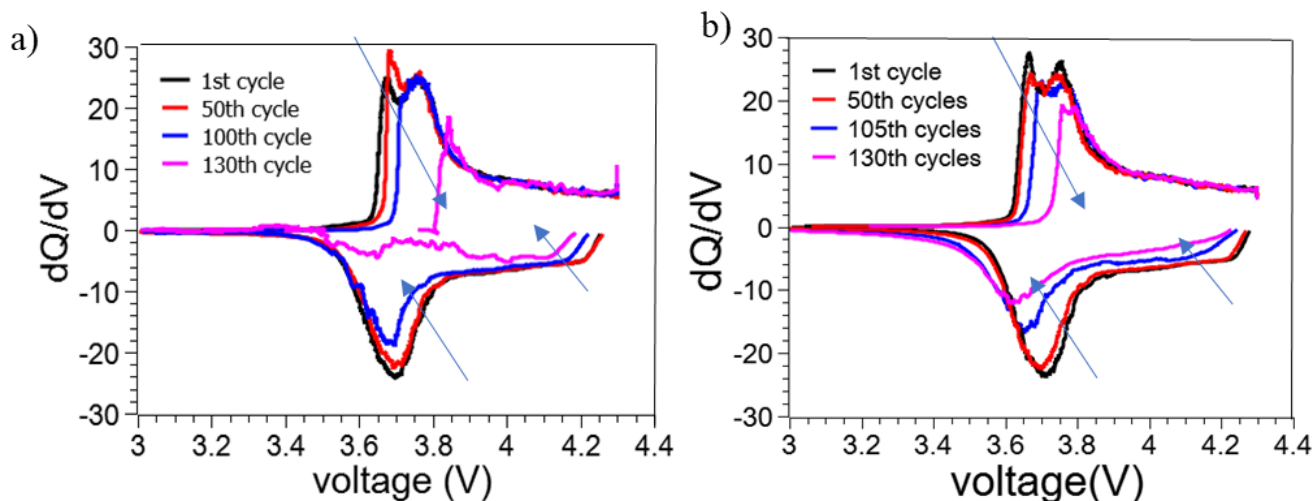 a)
30
20
10
0
-10
-20
-30
dQ/dV
1st cycle
50th cycle
100th cycle
130th cycle
3 3.2 3.4 3.6 3.8 4 4.2 4.4
voltage (V)
b)
30
20
10
0
-10
-20
-30
dQ/dV
1st cycle
50th cycles
105th cycles
130th cycles
3 3.2 3.4 3.6 3.8 4 4.2 4.4
voltage(V)